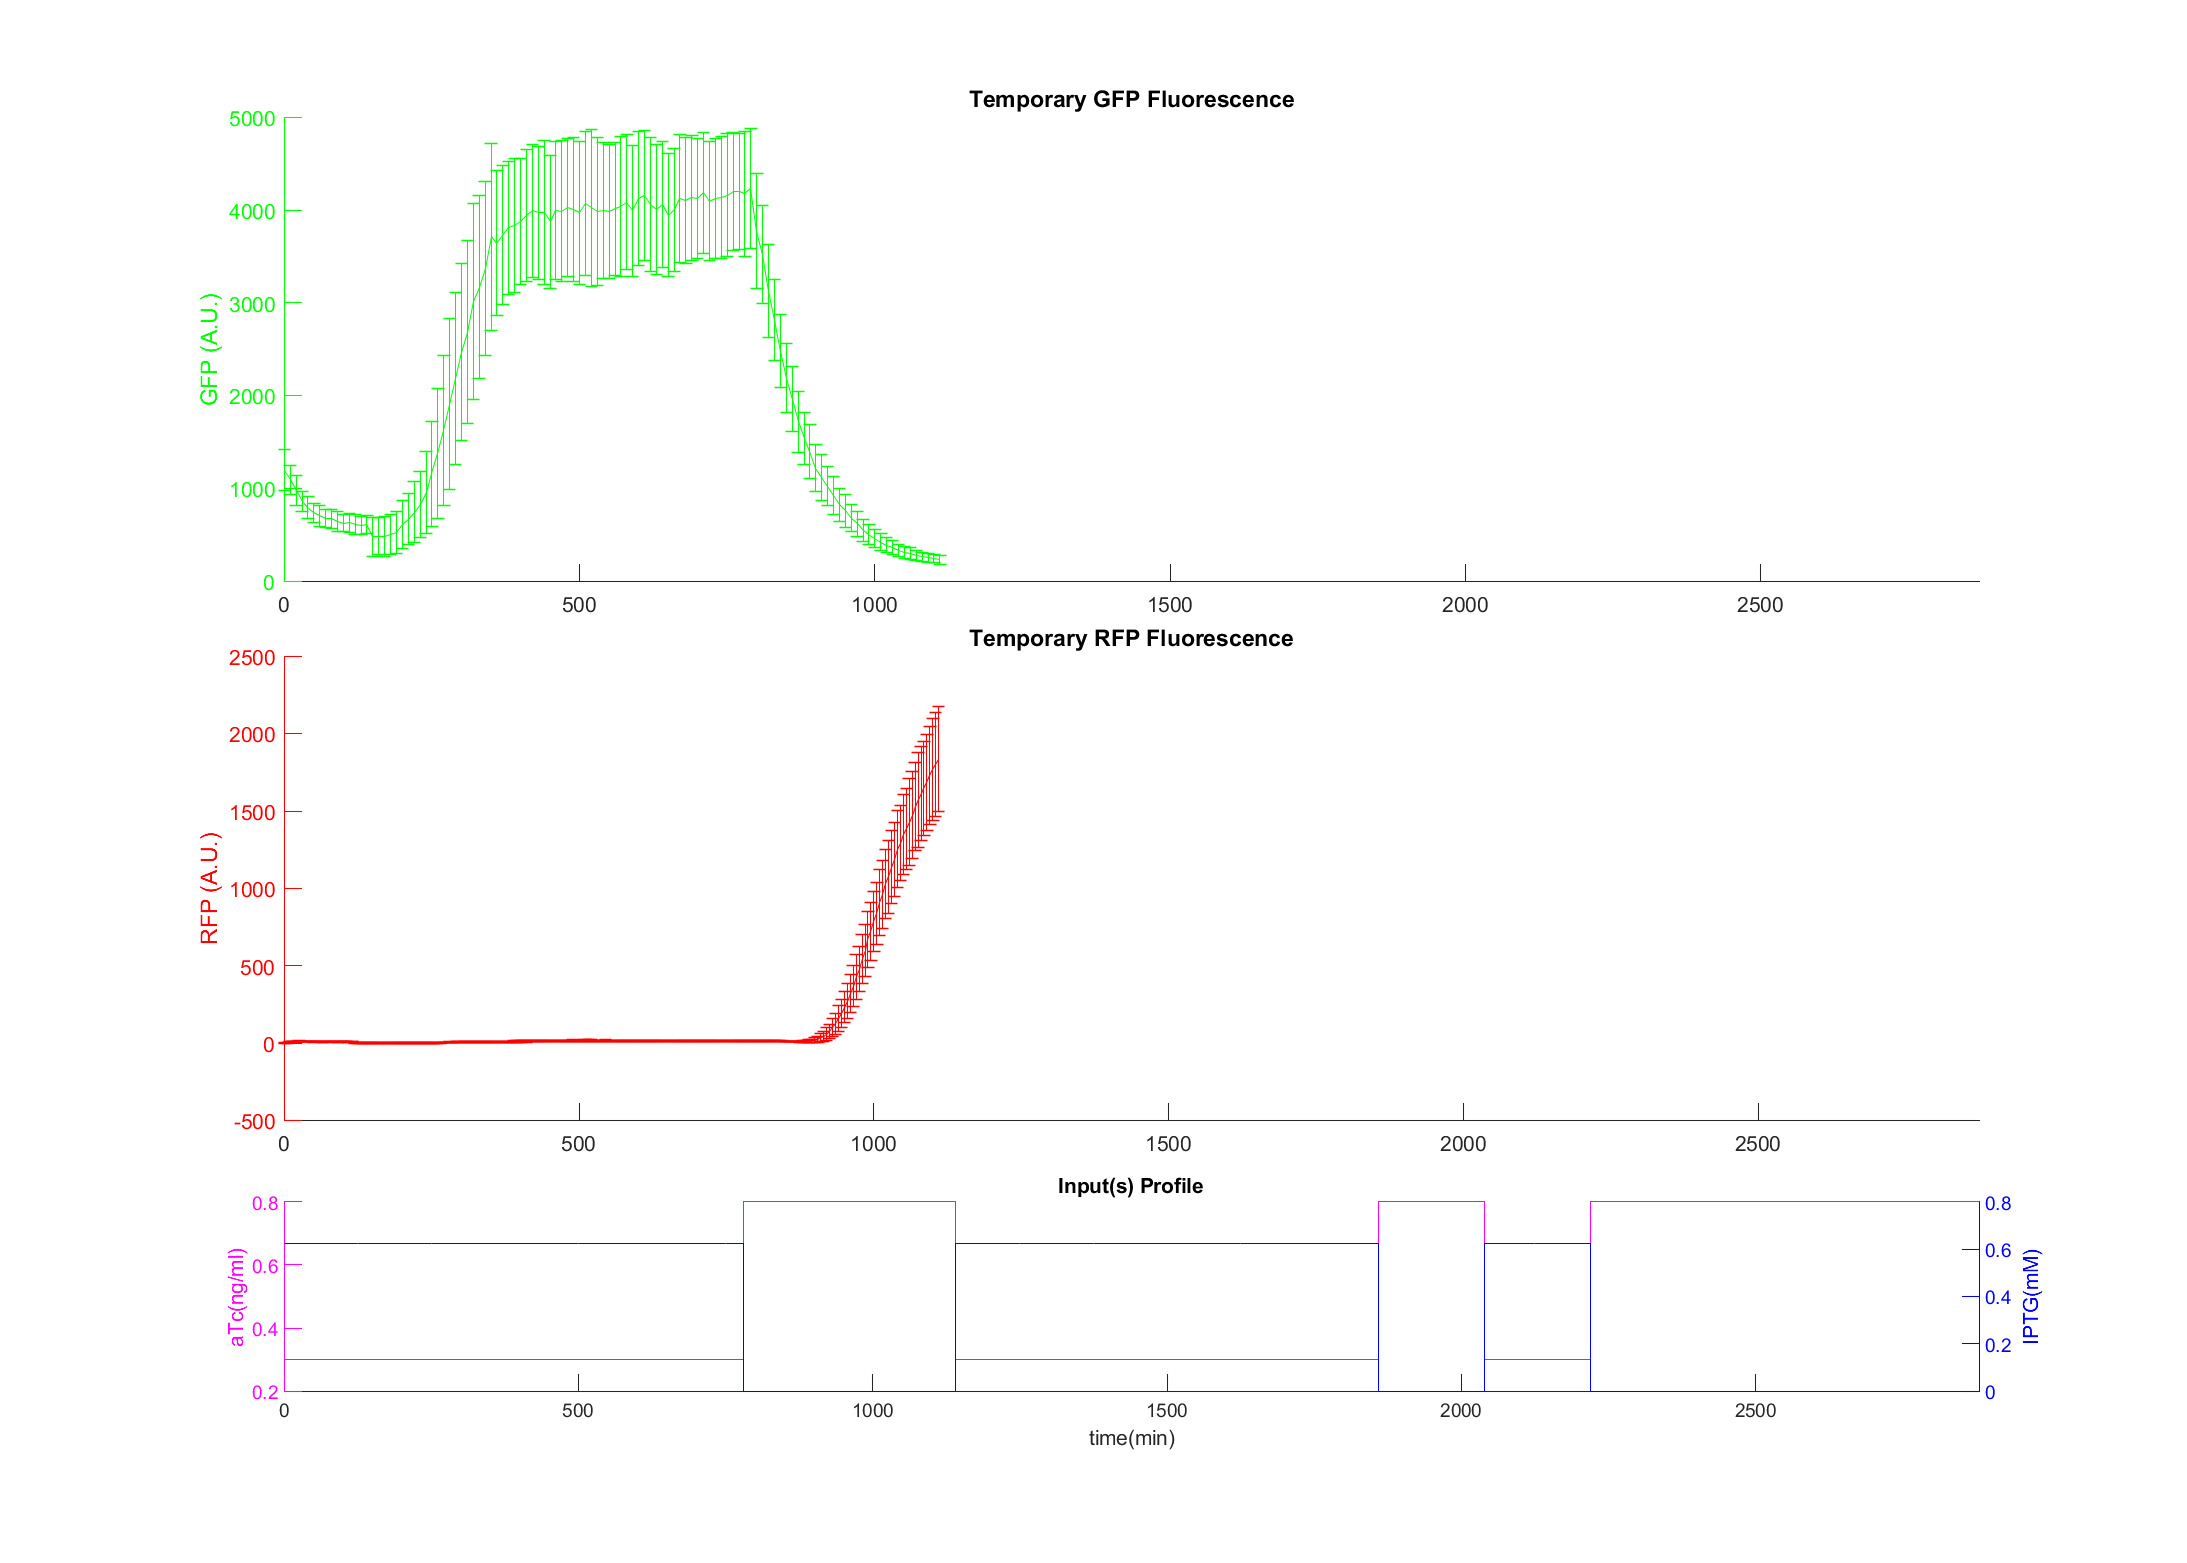 Temporary GFP Fluorescence
5000
4000
3000
2000
1000
0
GFP (A.U.)
0 500 1000 1500 2000 2500
Temporary RFP Fluorescence
2500
2000
1500
1000
500
0
-500
RFP (A.U.)
0 500 1000 1500 2000 2500
Input(s) Profile
0.8
0.6
0.4
0.2
aTc(ng/ml)
0.8
0.6
0.4
0.2
0
IPTG(mM)
0 500 1000 1500 2000 2500
time(min)